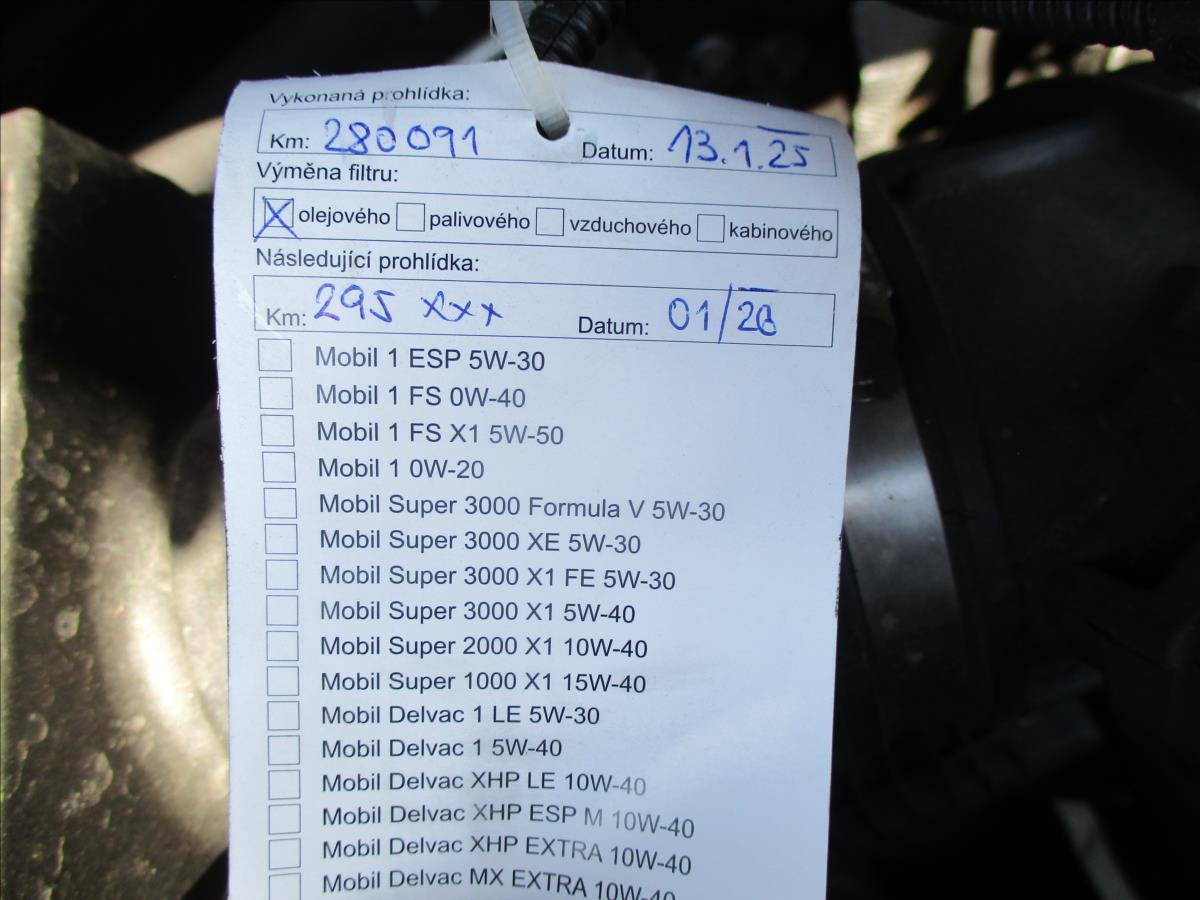 Vykonaná prohlídka:
Km: 280091 Datum: 13.1.25
Výměna filtru:
olejového palivového vzduchového kabinového
Následující prohlídka:
Km: 295 xxx Datum: 01/26
Mobil 1 ESP 5W-30
Mobil 1 FS 0W-40
Mobil 1 FS X1 5W-50
Mobil 1 0W-20
Mobil Super 3000 Formula V 5W-30
Mobil Super 3000 XE 5W-30
Mobil Super 3000 X1 FE 5W-30
Mobil Super 3000 X1 5W-40
Mobil Super 2000 X1 10W-40
Mobil Super 1000 X1 15W-40
Mobil Delvac 1 LE 5W-30
Mobil Delvac 1 5W-40
Mobil Delvac XHP LE 10W-40
Mobil Delvac XHP ESP M 10W-40
Mobil Delvac XHP EXTRA 10W-40
Mobil Delvac MX EXTRA 10W-40